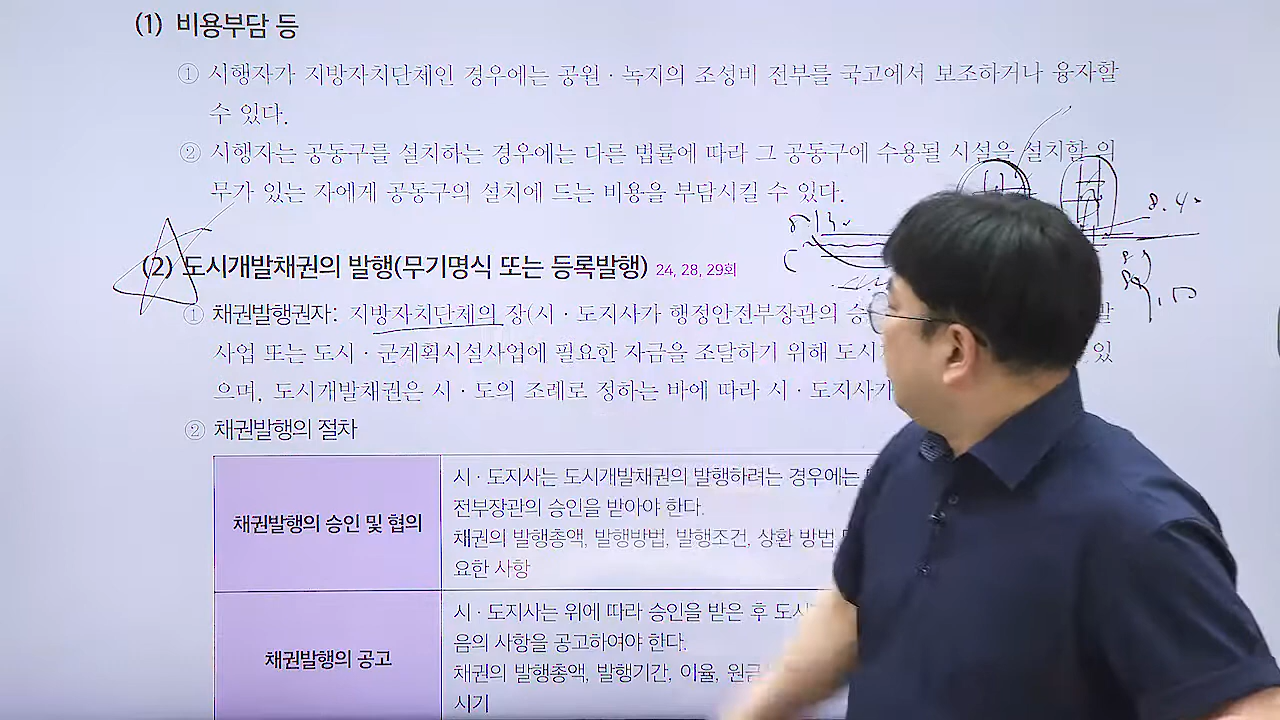 (1) 비용부담 등
① 시행자가 지방자치단체인 경우에는 공원 · 녹지의 조성비 전부를 국고에서 보조하거나 융자할
수 있다.
② 시행자는 공동구를 설치하는 경우에는 다른 법률에 따라 그 공동구에 수용될 시설을 설치할 의
무가 있는 자에게 공동구의 설치에 드는 비용을 부담시킬 수 있다.
8.4
(2) 도시개발채권의 발행(무기명식 또는 등록발행) 24, 28, 29회
① 채권발행권자: 지방자치단체의 장(시 · 도지사가 행정안전부장관의
사업 또는 도시 · 군계획시설사업에 필요한 자금을 조달하기 위해 있
으며, 도시개발채권은 시 · 도의 조례로 정하는 바에 따라 시 · 도지사가
② 채권발행의 절차
채권발행의 승인 및 협의
시 · 도지사는 도시개발채권의 발행하려는 경우에는
전부장관의 승인을 받아야 한다.
채권의 발행총액, 발행방법, 발행조건, 상환 방법
요한 사항
채권발행의 공고
시 · 도지사는 위에 따라 승인을 받은 후
음의 사항을 공고하여야 한다.
채권의 발행총액, 발행기간, 이율,
시기